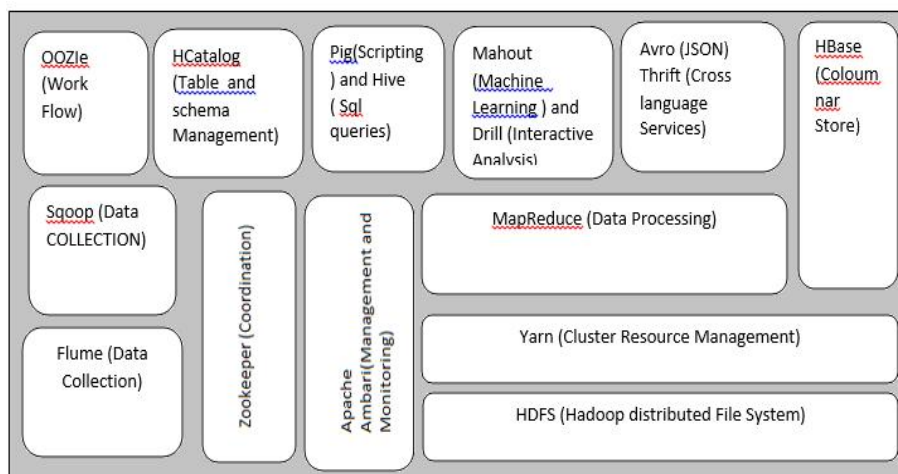 OOZIe
(Work
Flow)
HCatalog
(Table and
schema
Management)
Pig(Scripting
) and Hive
( Sql
queries)
Mahout
(Machine
Learning ) and
Drill (Interactive
Analysis)
Avro (JSON)
Thrift (Cross
language
Services)
HBase
(Coloum
nar
Store)
Sqoop (Data
COLLECTION)
Zookeeper (Coordination)
Apache
Ambari(Management and
Monitoring)
MapReduce (Data Processing)
Flume (Data
Collection)
Yarn (Cluster Resource Management)
HDFS (Hadoop distributed File System)